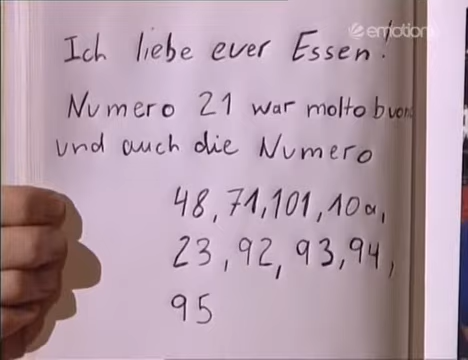 emotion
Ich liebe euer Essen!
Numero 21 war molto buono
und auch die Numero
48, 71, 101, 10a,
23, 92, 93, 94,
95